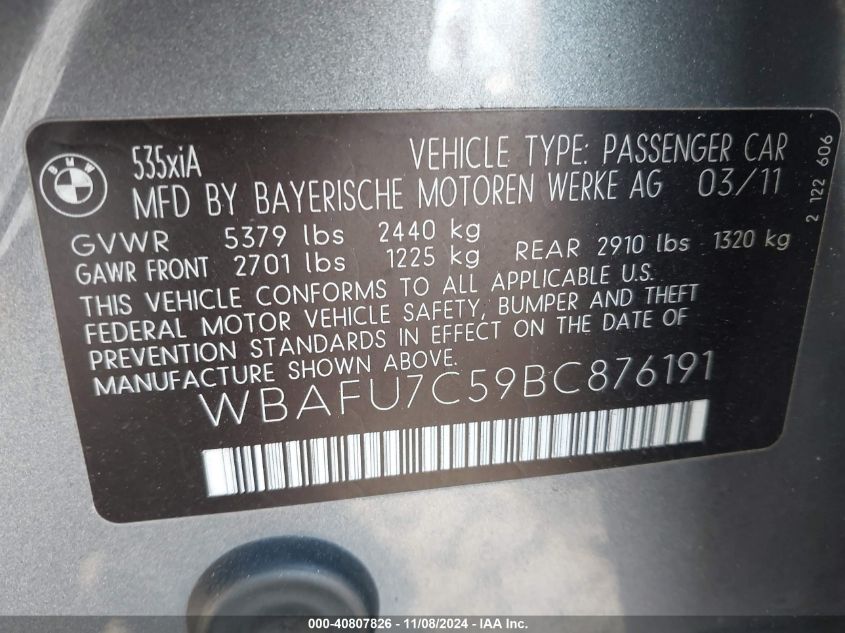 BMW
535xiA VEHICLE TYPE: PASSENGER CAR
MFD BY BAYERISCHE MOTOREN WERKE AG 03/11
GVWR 5379 lbs 2440 kg
GAWR FRONT 2701 lbs 1225 kg REAR 2910 lbs 1320 kg
THIS VEHICLE CONFORMS TO ALL APPLICABLE U.S.
FEDERAL MOTOR VEHICLE SAFETY, BUMPER AND THEFT
PREVENTION STANDARDS IN EFFECT ON THE DATE OF
MANUFACTURE SHOWN ABOVE.
WBAFU7C59BC876191
2 122 606
000-40807826 - 11/08/2024 - IAA, Inc.